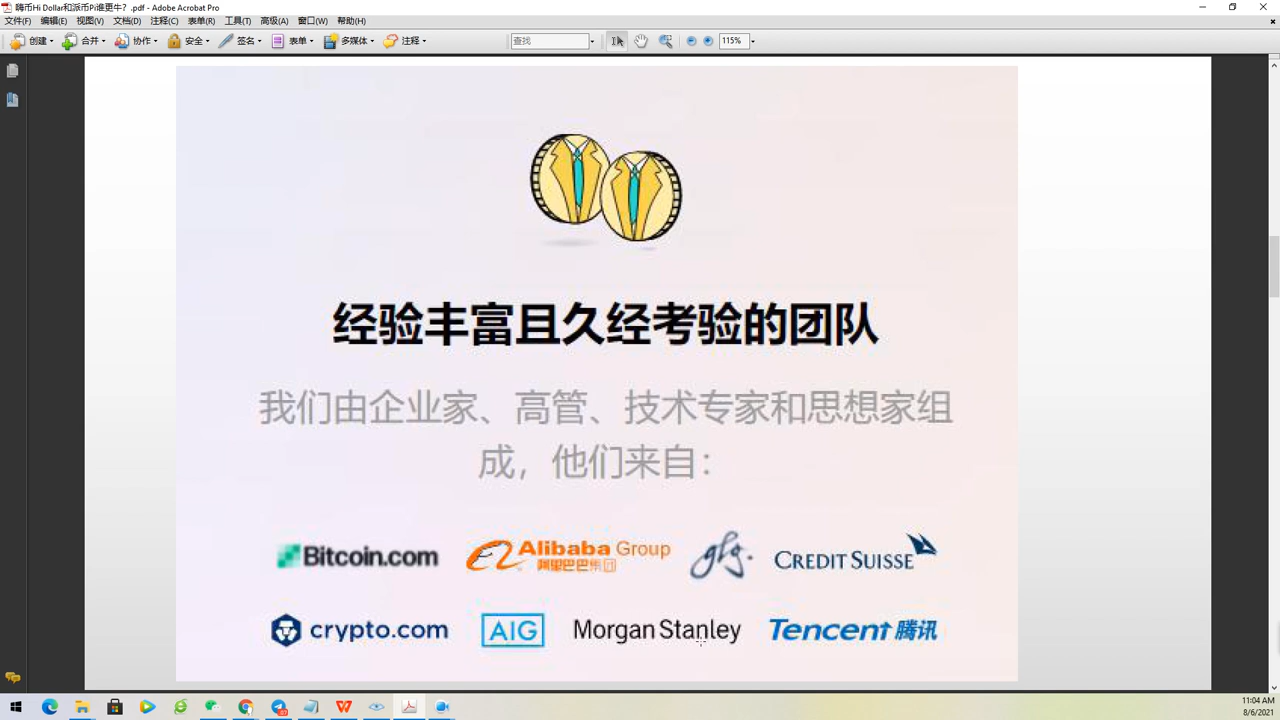 嗨币Hi Dollar和派币Pi谁更牛？.pdf - Adobe Acrobat Pro
文件(F) 编辑(E) 视图(V) 文档(D) 注释(C) 表单(R) 工具(T) 高级(A) 窗口(W) 帮助(H)
创建 合并 协作 安全 签名 表单 多媒体 注释 查找 115%
经验丰富且久经考验的团队
我们由企业家、高管、技术专家和思想家组
成，他们来自：
Bitcoin.com Alibaba Group 阿里巴巴集团 glg. CREDIT SUISSE
crypto.com AIG Morgan Stanley Tencent 腾讯
11:04 AM
8/6/2021